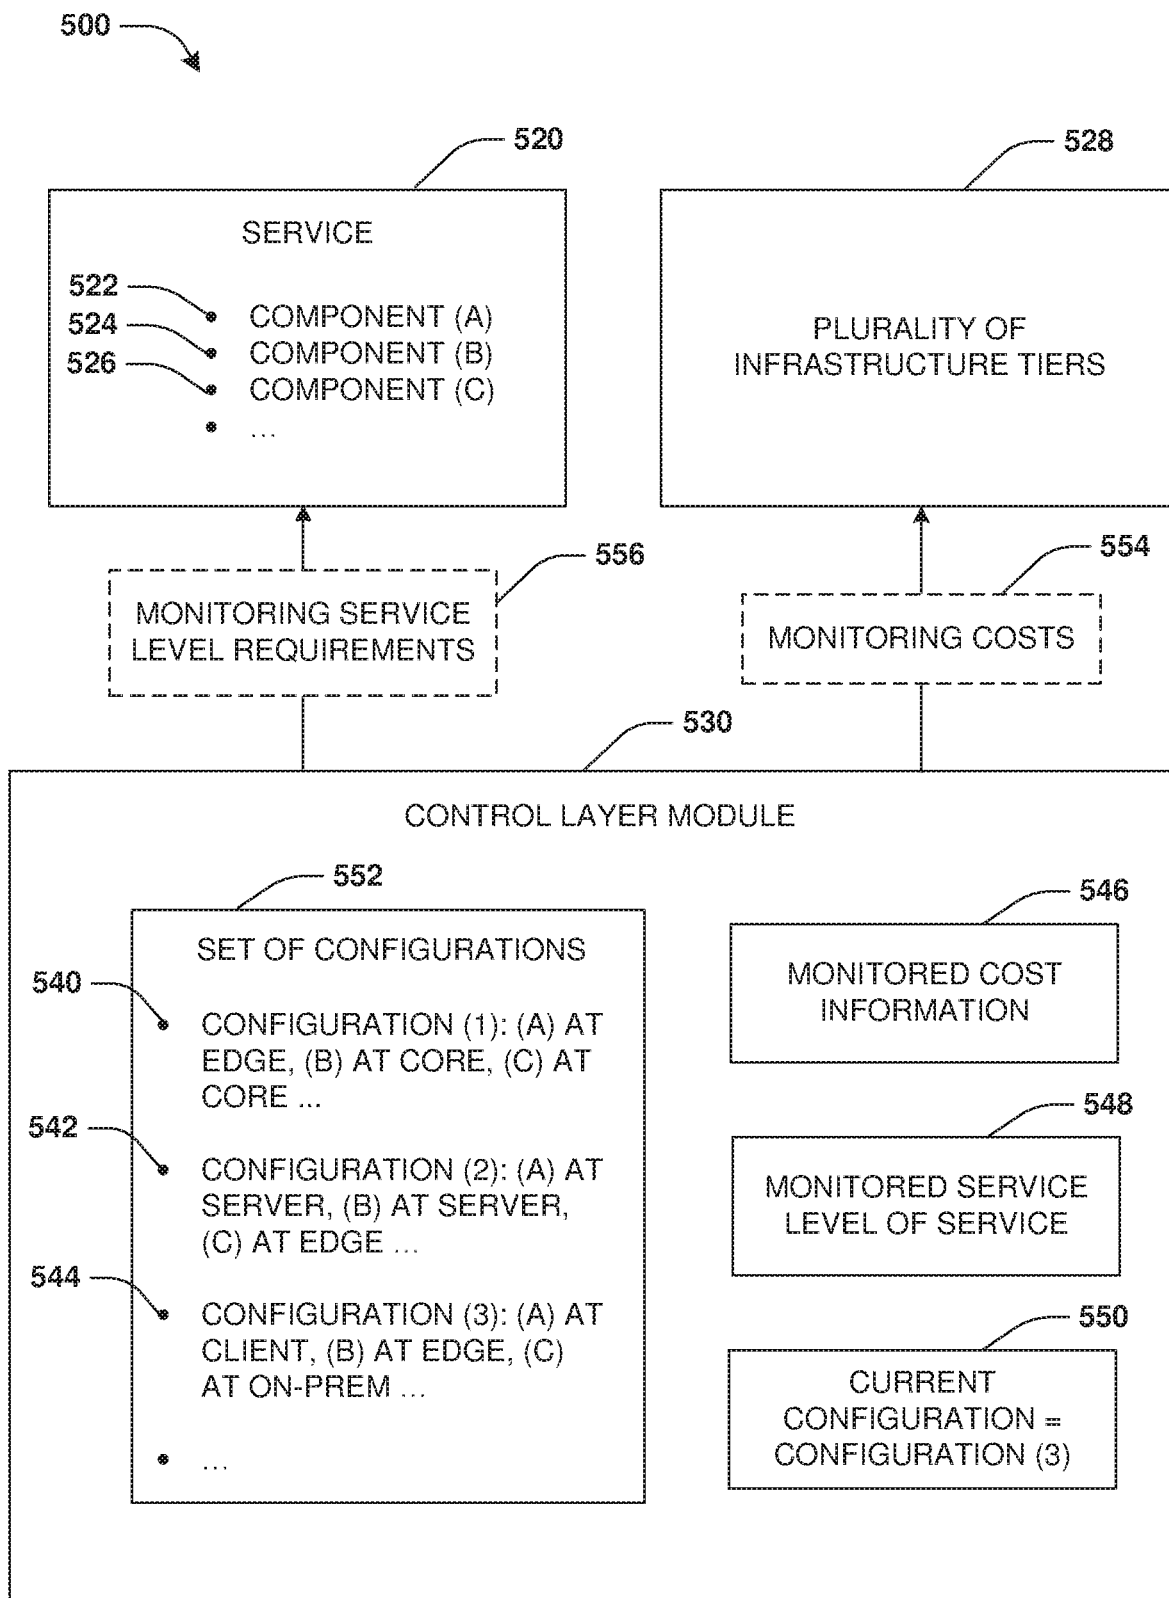 500
520
528
SERVICE
522
COMPONENT (A)
524
COMPONENT (B)
526
COMPONENT (C)
...
PLURALITY OF
INFRASTRUCTURE TIERS
556
554
MONITORING SERVICE
LEVEL REQUIREMENTS
MONITORING COSTS
530
CONTROL LAYER MODULE
552
SET OF CONFIGURATIONS
540
CONFIGURATION (1): (A) AT
EDGE, (B) AT CORE, (C) AT
CORE ...
542
CONFIGURATION (2): (A) AT
SERVER, (B) AT SERVER,
(C) AT EDGE ...
544
CONFIGURATION (3): (A) AT
CLIENT, (B) AT EDGE, (C)
AT ON-PREM ...
...
546
MONITORED COST
INFORMATION
548
MONITORED SERVICE
LEVEL OF SERVICE
550
CURRENT
CONFIGURATION =
CONFIGURATION (3)